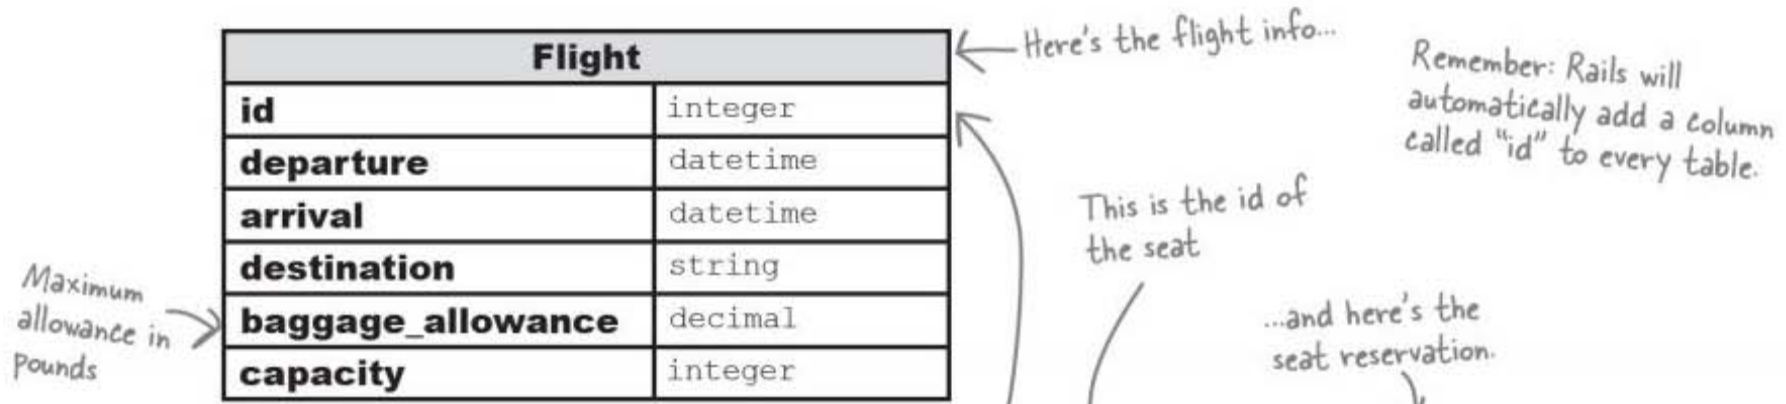 Flight
Here's the flight info...
id integer
departure datetime
arrival datetime
destination string
baggage_allowance decimal
capacity integer
Maximum
allowance in
pounds
Remember: Rails will
automatically add a column
called "id" to every table.
This is the id of
the seat
...and here's the
seat reservation.